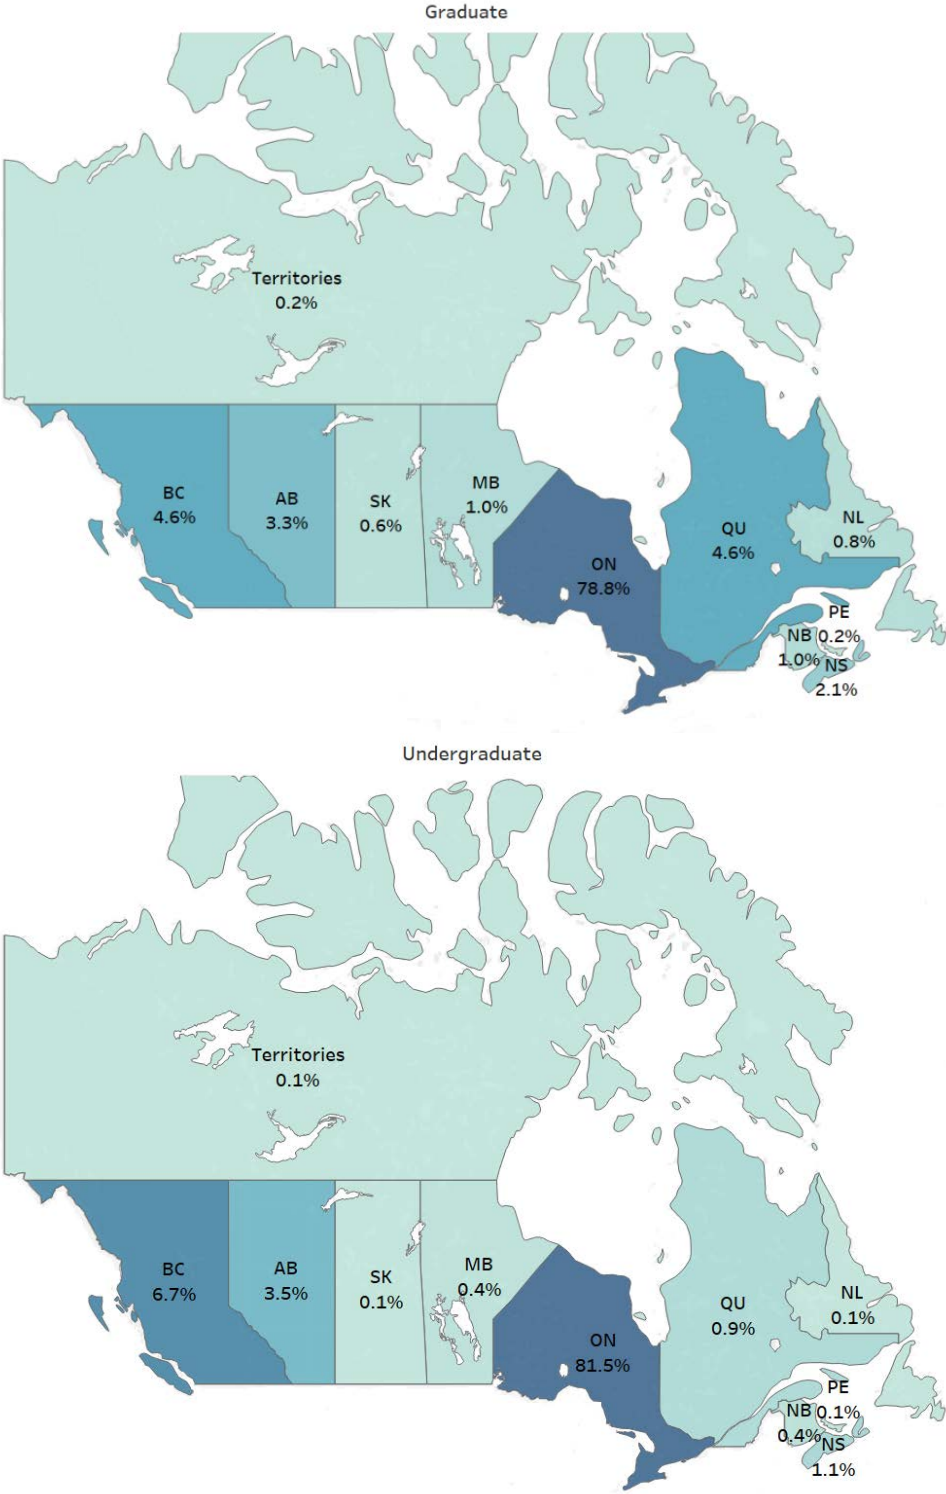 Graduate
Territories
0.2%
BC
4.6%
AB
3.3%
SK
0.6%
MB
1.0%
ON
78.8%
QU
4.6%
NL
0.8%
PE
0.2%
NB
1.0%
NS
2.1%
Undergraduate
Territories
0.1%
BC
6.7%
AB
3.5%
SK
0.1%
MB
0.4%
ON
81.5%
QU
0.9%
NL
0.1%
PE
0.1%
NB
0.4%
NS
1.1%